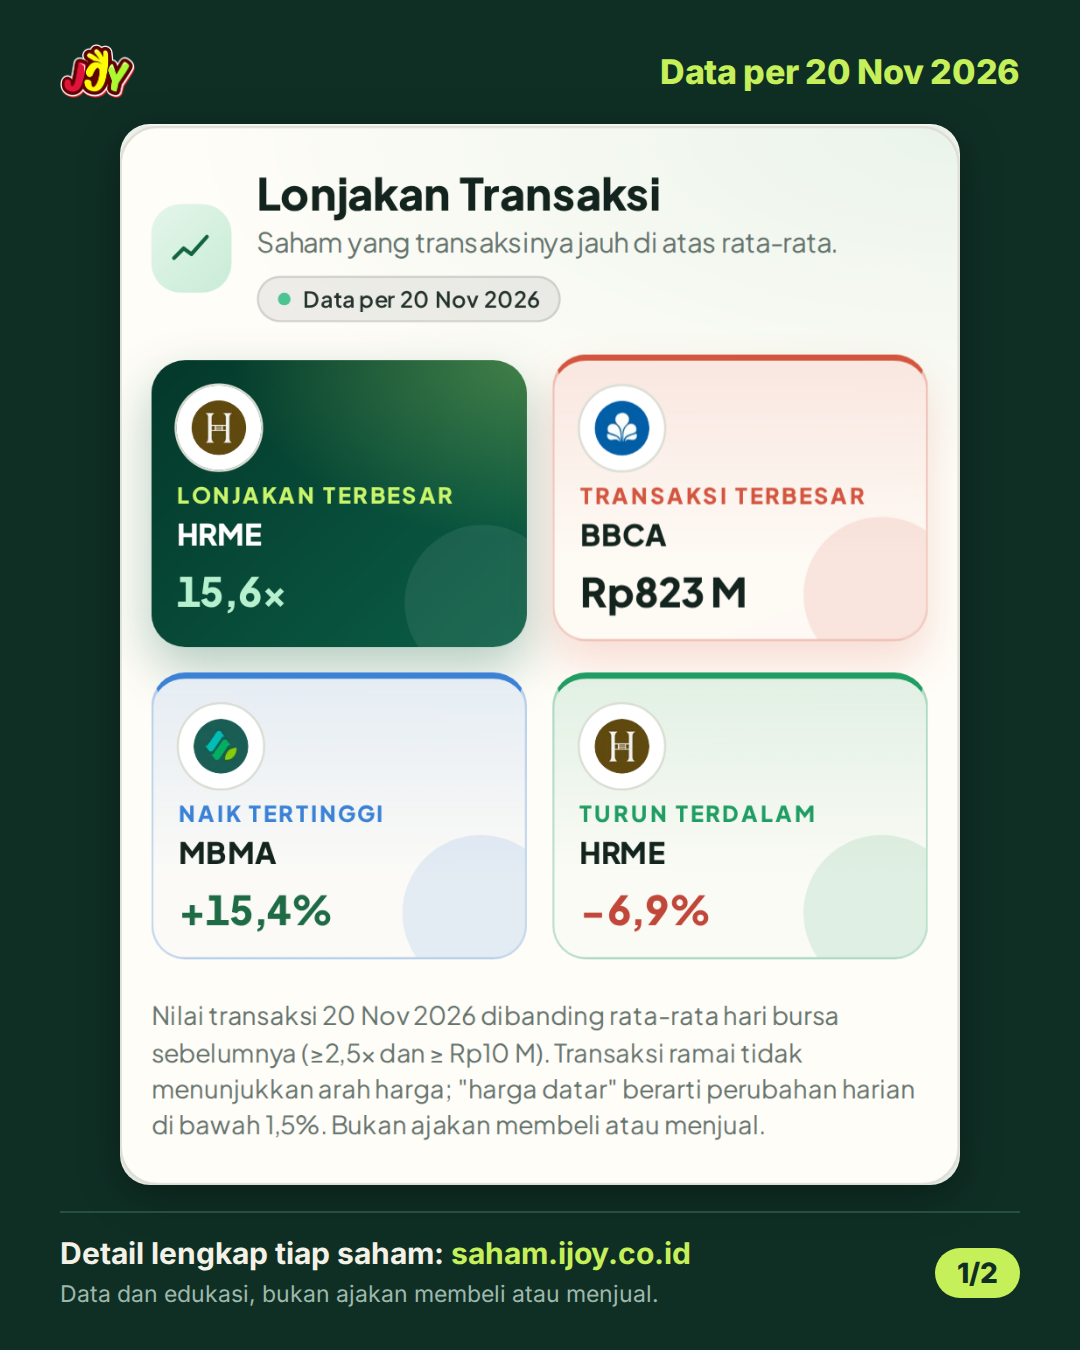 JOY
Data per 20 Nov 2026
Lonjakan Transaksi
Saham yang transaksinya jauh di atas rata-rata.
Data per 20 Nov 2026
H
LONJAKAN TERBESAR
HRME
15,6×
TRANSAKSI TERBESAR
BBCA
Rp823 M
NAIK TERTINGGI
MBMA
+15,4%
H
TURUN TERDALAM
HRME
−6,9%
Nilai transaksi 20 Nov 2026 dibanding rata-rata hari bursa
sebelumnya (≥2,5× dan ≥ Rp10 M). Transaksi ramai tidak
menunjukkan arah harga; "harga datar" berarti perubahan harian
di bawah 1,5%. Bukan ajakan membeli atau menjual.
Detail lengkap tiap saham: saham.ijoy.co.id
Data dan edukasi, bukan ajakan membeli atau menjual.
1/2